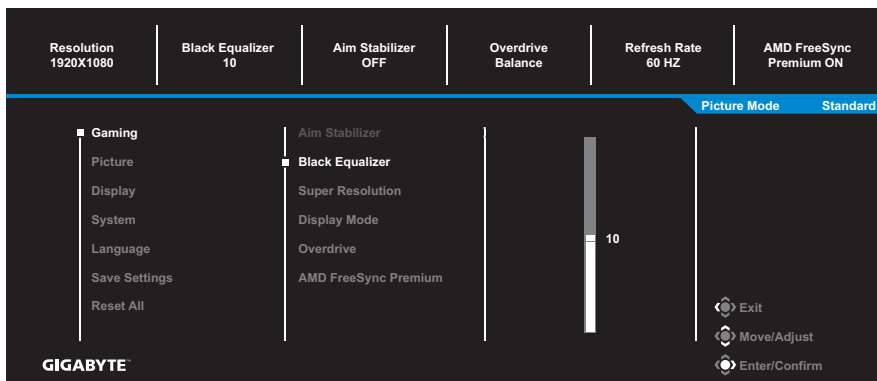 Resolution
1920X1080
Black Equalizer
10
Aim Stabilizer
OFF
Overdrive
Balance
Refresh Rate
60 HZ
AMD FreeSync
Premium ON
Picture Mode Standard
Gaming
Picture
Display
System
Language
Save Settings
Reset All
Aim Stabilizer
Black Equalizer
Super Resolution
Display Mode
Overdrive
AMD FreeSync Premium
10
Exit
Move/Adjust
Enter/Confirm
GIGABYTE™